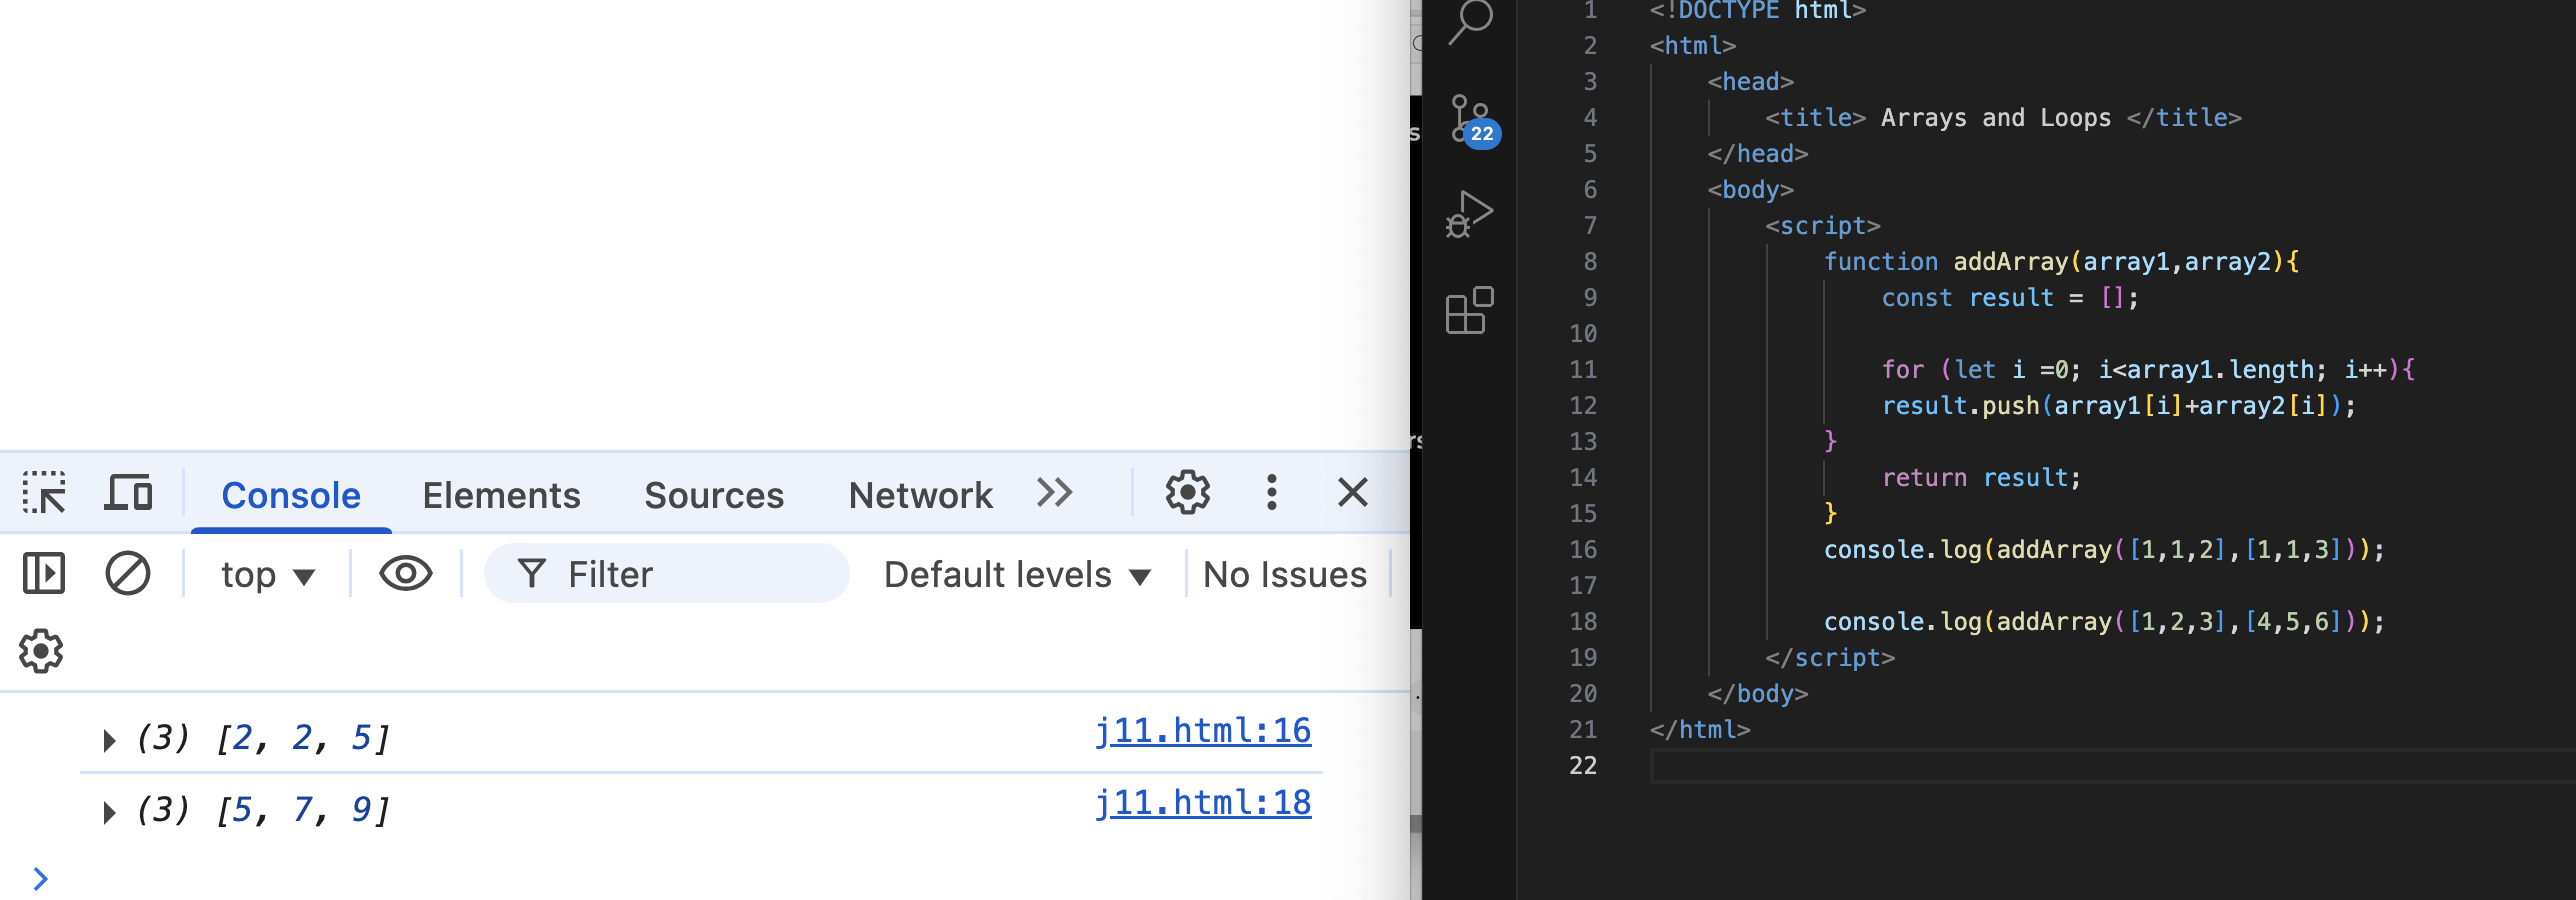 Console Elements Sources Network
top Filter Default levels No Issues
(3) [2, 2, 5] j11.html:16
(3) [5, 7, 9] j11.html:18
22
1 <!DOCTYPE html>
2 <html>
3 <head>
4 <title> Arrays and Loops </title>
5 </head>
6 <body>
7 <script>
8 function addArray(array1,array2){
9 const result = [];
10
11 for (let i =0; i<array1.length; i++){
12 result.push(array1[i]+array2[i]);
13 }
14 return result;
15 }
16 console.log(addArray([1,1,2],[1,1,3]));
17
18 console.log(addArray([1,2,3],[4,5,6]));
19 </script>
20 </body>
21 </html>
22